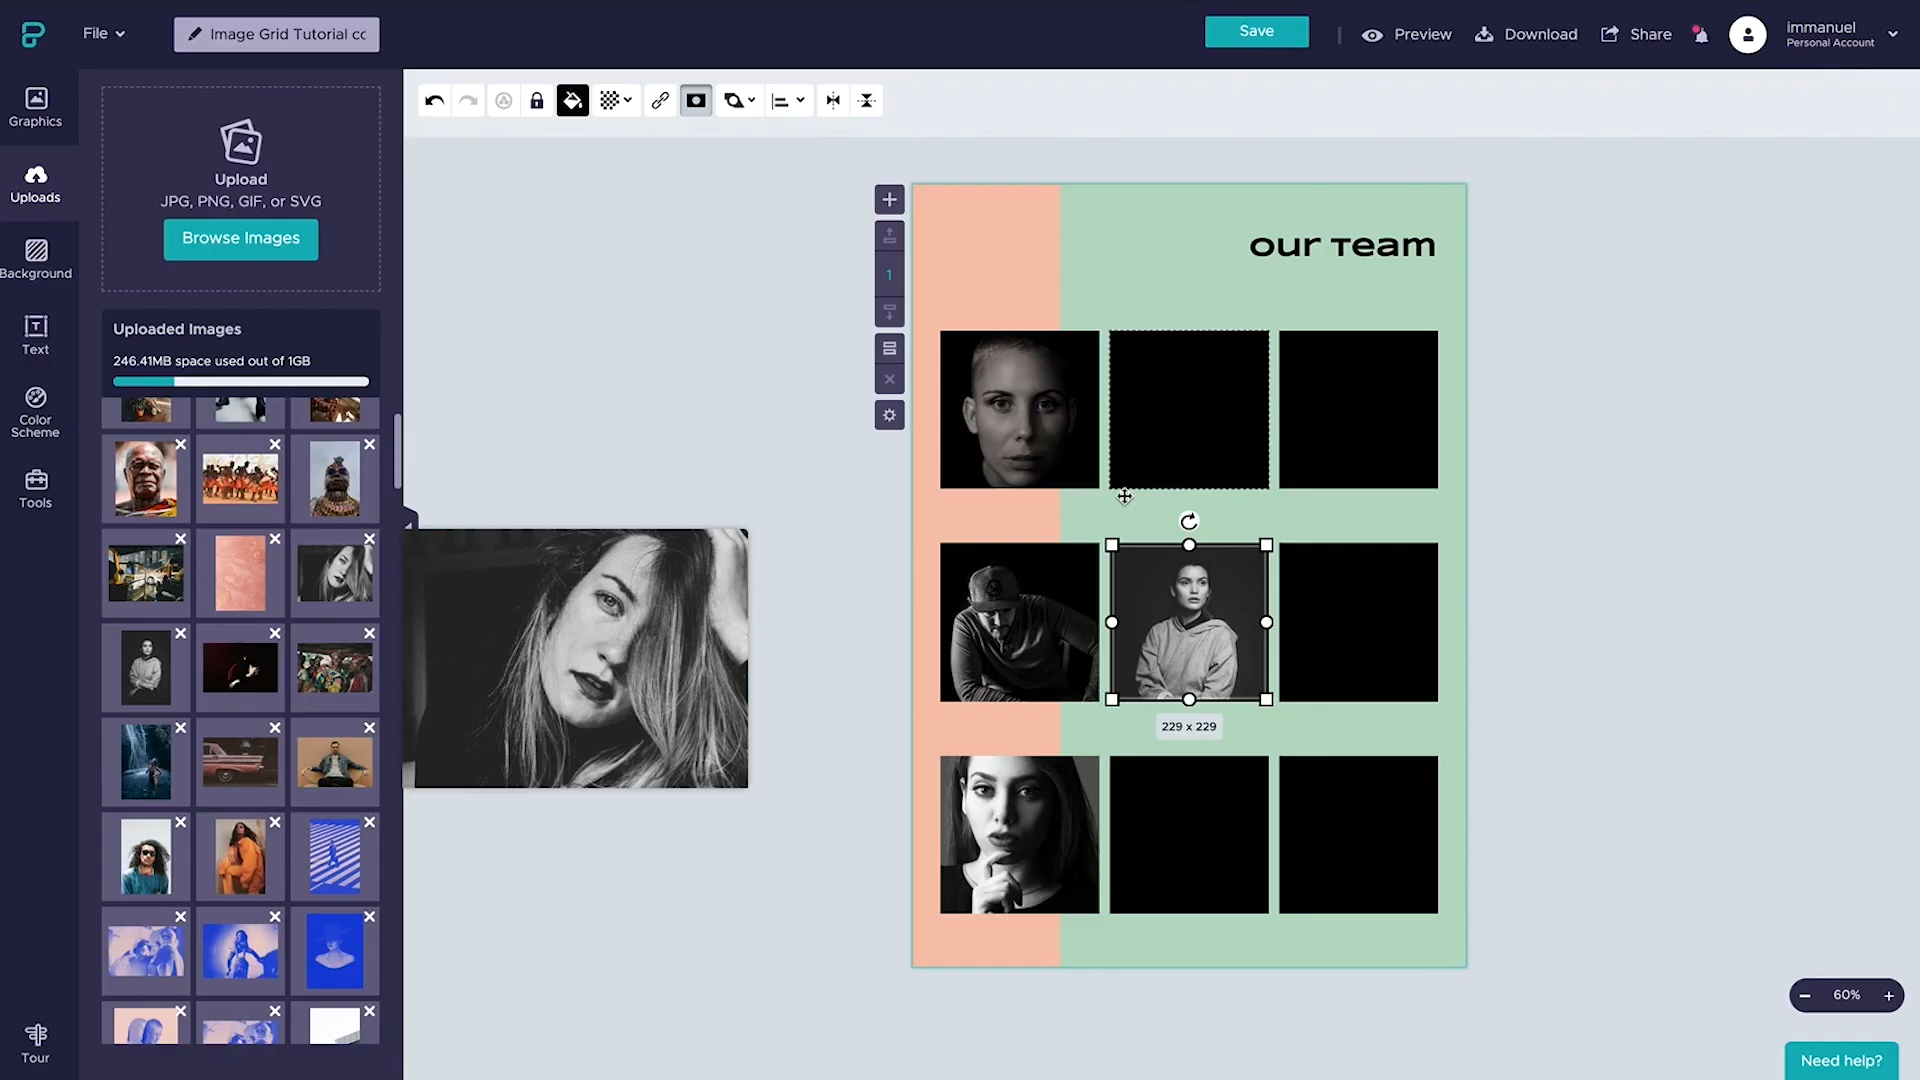 File
Image Grid Tutorial cc
Save
Preview
Download
Share
immanuel
Personal Account
Graphics
Uploads
Background
Text
Color
Scheme
Tools
Tour
Upload
JPG, PNG, GIF, or SVG
Browse Images
Uploaded Images
246.41MB space used out of 1GB
1
our Team
229 x 229
60%
Need help?